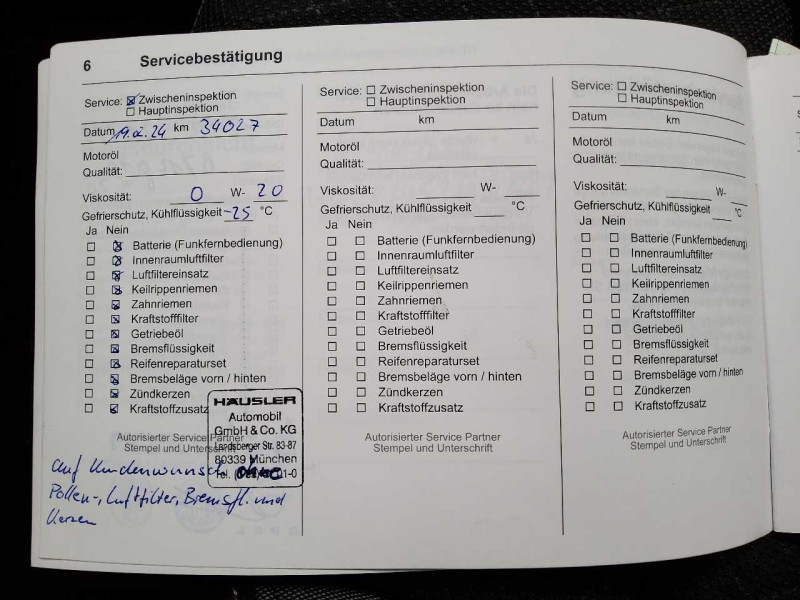 6 Servicebestätigung
Service: ☒ Zwischeninspektion
☐ Hauptinspektion
Datum 19.2.24 km 34027
Motoröl
Qualität:
Viskosität: 0 W- 20
Gefrierschutz, Kühlflüssigkeit -25 °C
Ja Nein
☐ ☒ Batterie (Funkfernbedienung)
☐ ☒ Innenraumluftfilter
☐ ☒ Luftfiltereinsatz
☐ ☒ Keilrippenriemen
☐ ☒ Zahnriemen
☐ ☒ Kraftstofffilter
☐ ☒ Getriebeöl
☐ ☒ Bremsflüssigkeit
☐ ☒ Reifenreparaturset
☐ ☒ Bremsbeläge vorn / hinten
☐ ☒ Zündkerzen
☐ ☒ Kraftstoffzusatz
HÄUSLER
Automobil
GmbH & Co. KG
Landsberger Str. 83-87
80339 München
Autorisierter Service Partner
Stempel und Unterschrift
Auf Kundenwunsch ohne
Pollen-, Luftfilter, Bremsfl. und
Kerzen
Service: ☐ Zwischeninspektion
☐ Hauptinspektion
Datum km
Motoröl
Qualität:
Viskosität: W-
Gefrierschutz, Kühlflüssigkeit °C
Ja Nein
☐ ☐ Batterie (Funkfernbedienung)
☐ ☐ Innenraumluftfilter
☐ ☐ Luftfiltereinsatz
☐ ☐ Keilrippenriemen
☐ ☐ Zahnriemen
☐ ☐ Kraftstofffilter
☐ ☐ Getriebeöl
☐ ☐ Bremsflüssigkeit
☐ ☐ Reifenreparaturset
☐ ☐ Bremsbeläge vorn / hinten
☐ ☐ Zündkerzen
☐ ☐ Kraftstoffzusatz
Autorisierter Service Partner
Stempel und Unterschrift
Service: ☐ Zwischeninspektion
☐ Hauptinspektion
Datum km
Motoröl
Qualität:
Viskosität: W-
Gefrierschutz, Kühlflüssigkeit °C
Ja Nein
☐ ☐ Batterie (Funkfernbedienung)
☐ ☐ Innenraumluftfilter
☐ ☐ Luftfiltereinsatz
☐ ☐ Keilrippenriemen
☐ ☐ Zahnriemen
☐ ☐ Kraftstofffilter
☐ ☐ Getriebeöl
☐ ☐ Bremsflüssigkeit
☐ ☐ Reifenreparaturset
☐ ☐ Bremsbeläge vorn / hinten
☐ ☐ Zündkerzen
☐ ☐ Kraftstoffzusatz
Autorisierter Service Partner
Stempel und Unterschrift